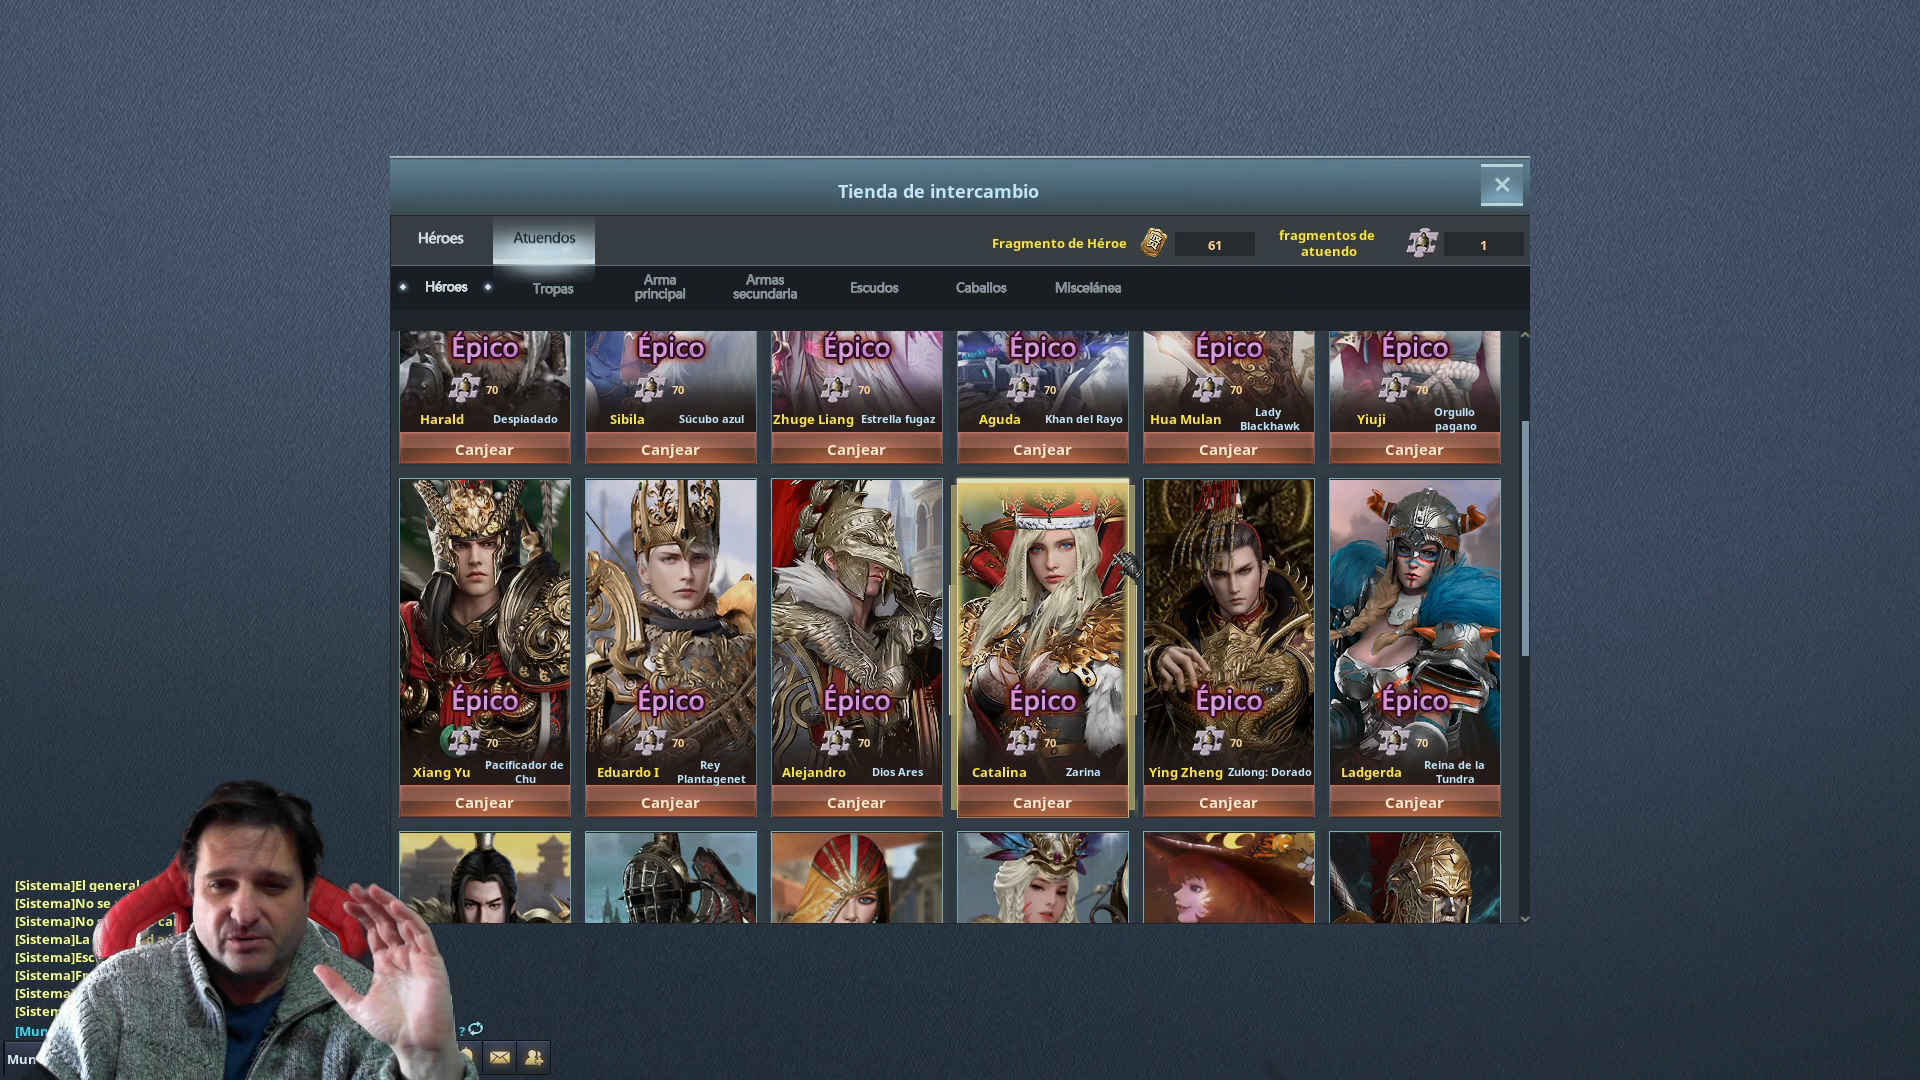 Tienda de intercambio
Héroes
Atuendos
Fragmento de Héroe
61
fragmentos de
atuendo
1
Héroes
Tropas
Arma
principal
Armas
secundaria
Escudos
Caballos
Miscelánea
Épico
70
Harald
Despiadado
Canjear
Épico
70
Sibila
Súcubo azul
Canjear
Épico
70
Zhuge Liang
Estrella fugaz
Canjear
Épico
70
Aguda
Khan del Rayo
Canjear
Épico
70
Hua Mulan
Lady
Blackhawk
Canjear
Épico
70
Yiuji
Orgullo
pagano
Canjear
Épico
70
Xiang Yu
Pacificador de
Chu
Canjear
Épico
70
Eduardo I
Rey
Plantagenet
Canjear
Épico
70
Alejandro
Dios Ares
Canjear
Épico
70
Catalina
Zarina
Canjear
Épico
70
Ying Zheng
Zulong: Dorado
Canjear
Épico
70
Ladgerda
Reina de la
Tundra
Canjear
[Sistema]El general
[Sistema]No se
[Sistema]No
[Sistema]La
[Sistema]Esc
[Sistema]
[Sistema]
[Sistem
[Mun
?
Mun